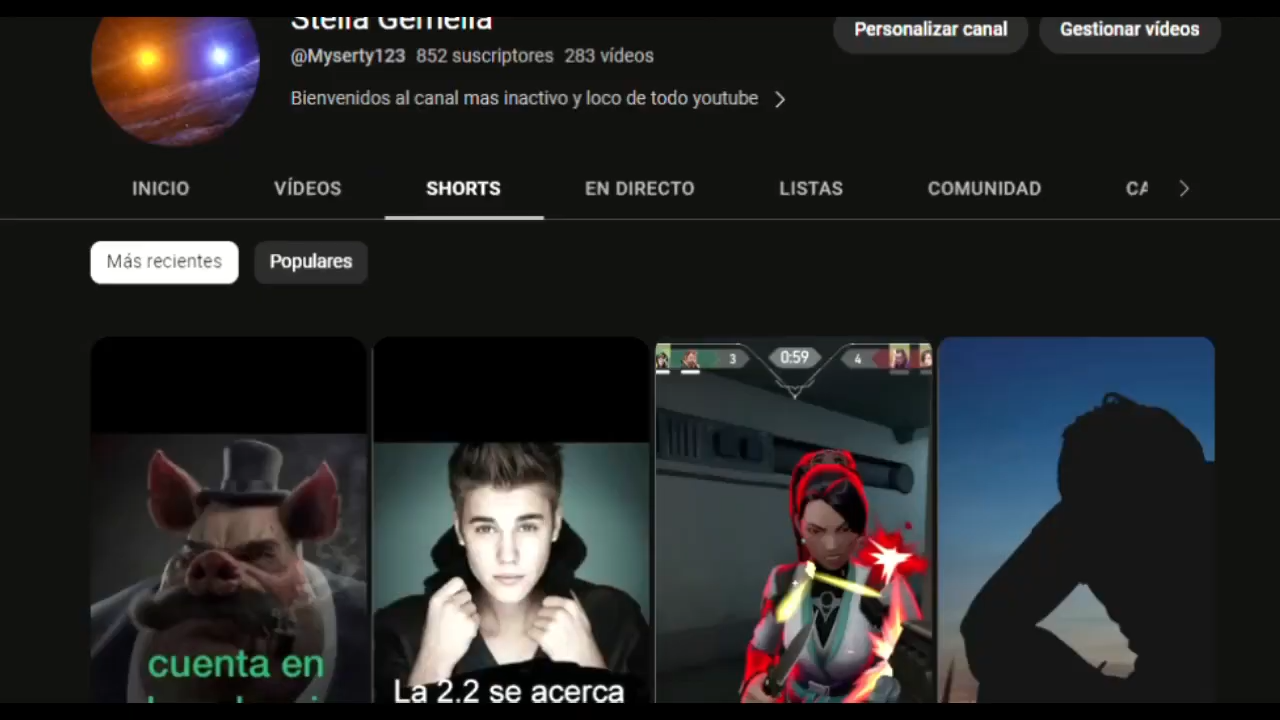 Stella Gemella
Personalizar canal
Gestionar vídeos
@Myserty123 852 suscriptores 283 vídeos
Bienvenidos al canal mas inactivo y loco de todo youtube
INICIO
VÍDEOS
SHORTS
EN DIRECTO
LISTAS
COMUNIDAD
Más recientes
Populares
3
0:59
4
cuenta en
La 2.2 se acerca